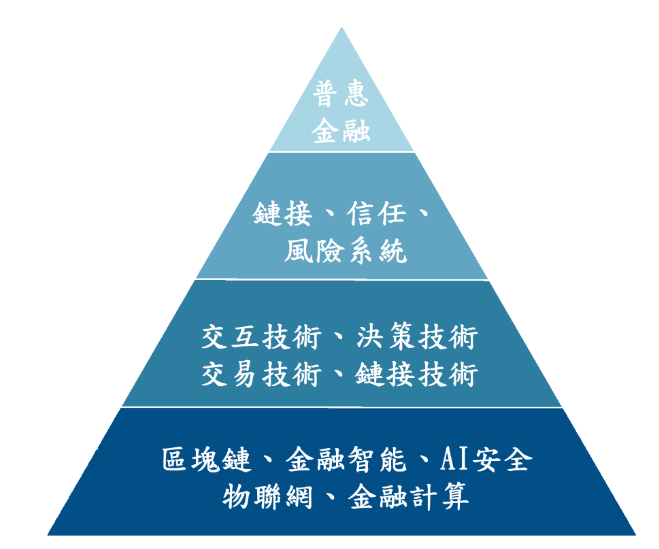 普惠
金融
鏈接、信任、
風險系統
交互技術、決策技術
交易技術、鏈接技術
區塊鏈、金融智能、AI安全
物聯網、金融計算